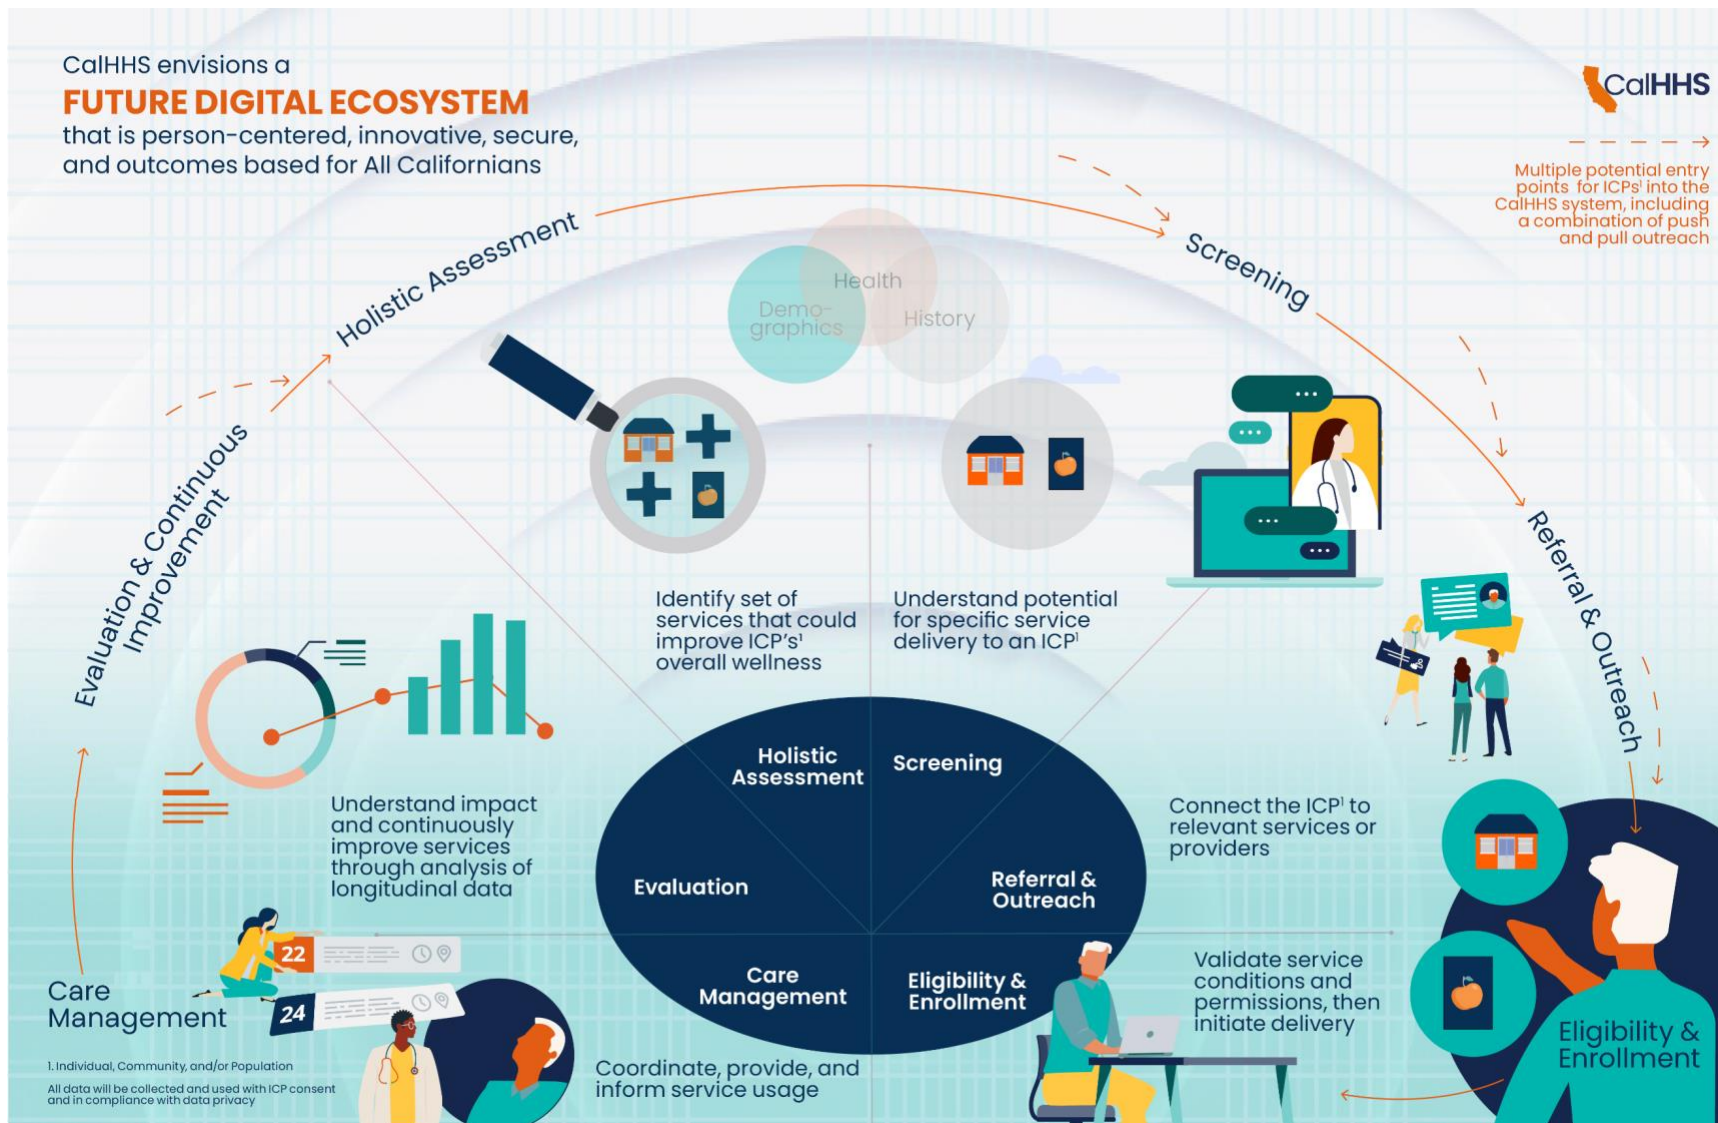 CalHHS envisions a
FUTURE DIGITAL ECOSYSTEM
that is person-centered, innovative, secure,
and outcomes based for All Californians
CalHHS
Multiple potential entry
points for ICPs¹ into the
CalHHS system, including
a combination of push
and pull outreach
Holistic Assessment
Screening
Health
Demo-
graphics
History
Evaluation & Continuous
Improvement
Referral & Outreach
Identify set of
services that could
improve ICP's¹
overall wellness
Understand potential
for specific service
delivery to an ICP¹
Holistic
Assessment
Screening
Understand impact
and continuously
improve services
through analysis of
longitudinal data
Connect the ICP¹ to
relevant services or
providers
Evaluation
Referral &
Outreach
22
24
Care
Management
Care
Management
Eligibility &
Enrollment
Validate service
conditions and
permissions, then
initiate delivery
Eligibility &
Enrollment
Coordinate, provide, and
inform service usage
1. Individual, Community, and/or Population
All data will be collected and used with ICP consent
and in compliance with data privacy